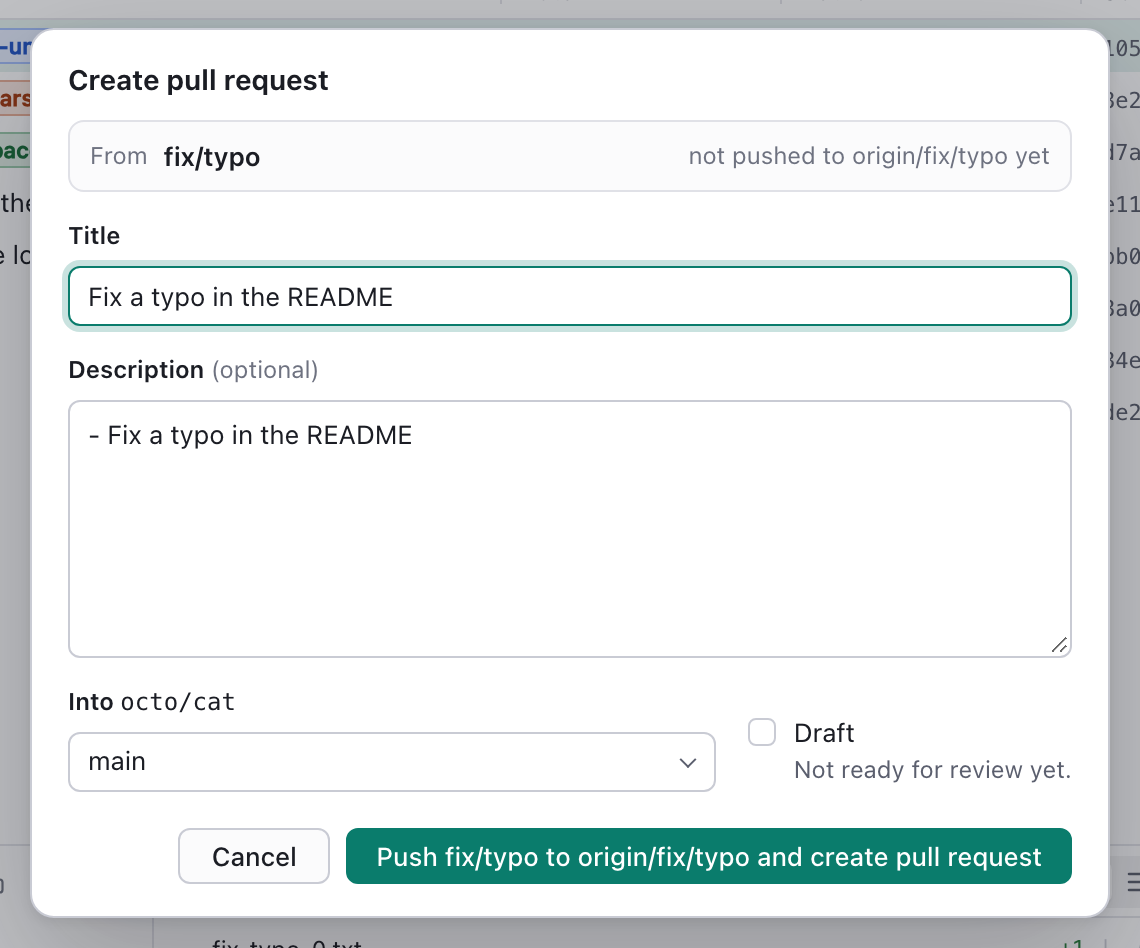 Create pull request
From fix/typo not pushed to origin/fix/typo yet
Title
Fix a typo in the README
Description (optional)
- Fix a typo in the README
Into octo/cat
main
Draft
Not ready for review yet.
Cancel
Push fix/typo to origin/fix/typo and create pull request